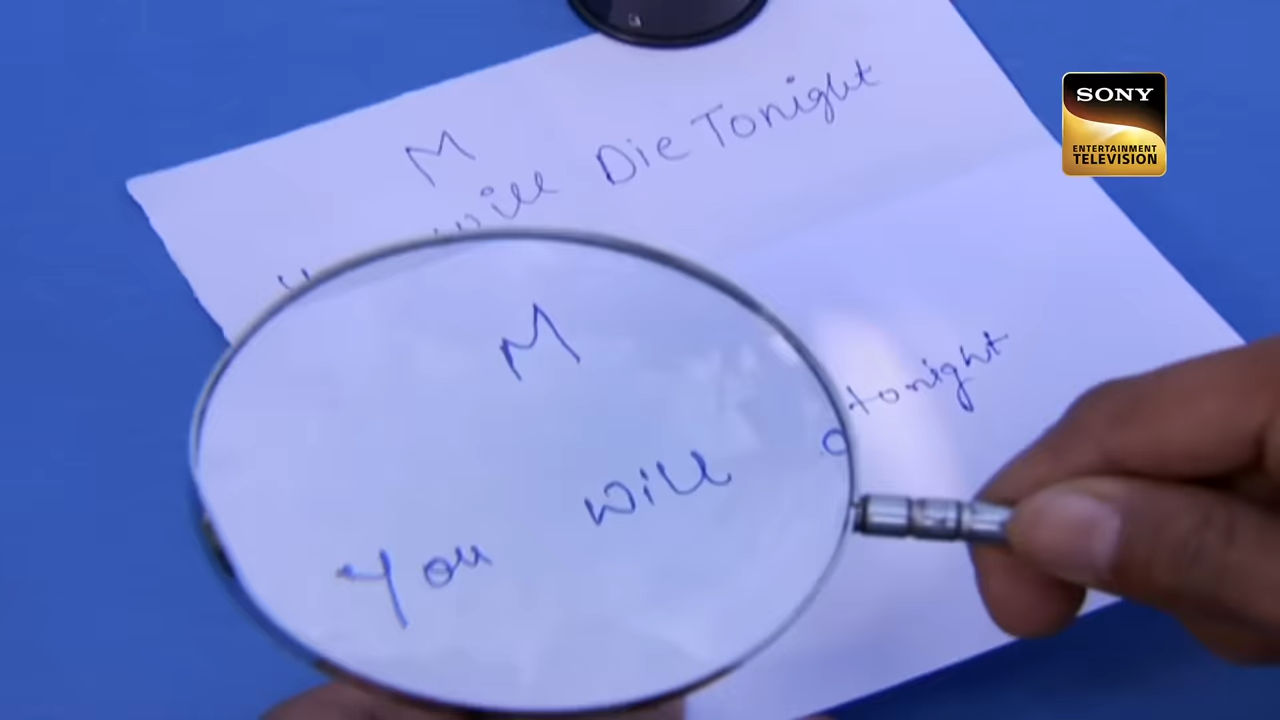 SONY
ENTERTAINMENT
TELEVISION
M
will Die Tonight
M
You will tonight